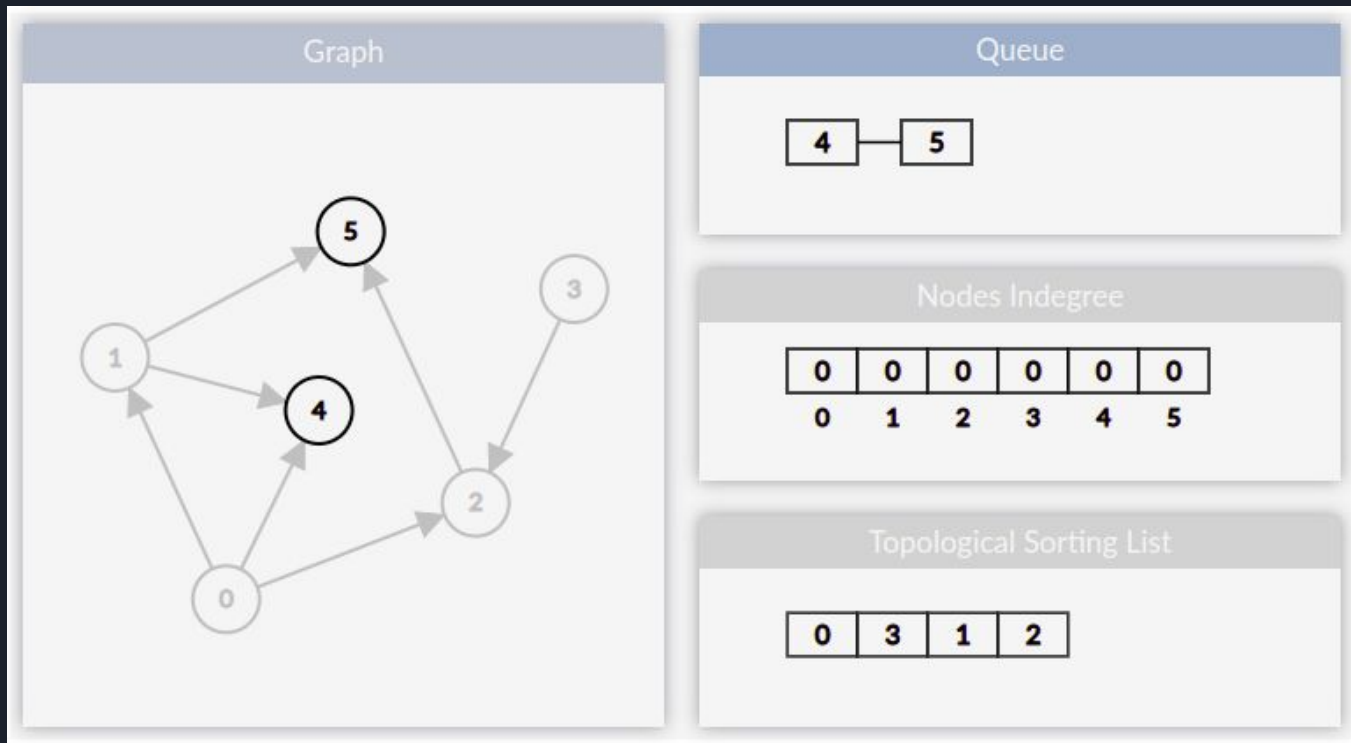 Graph
5
3
1
4
2
0
Queue
4 5
Nodes Indegree
0 0 0 0 0 0
0 1 2 3 4 5
Topological Sorting List
0 3 1 2